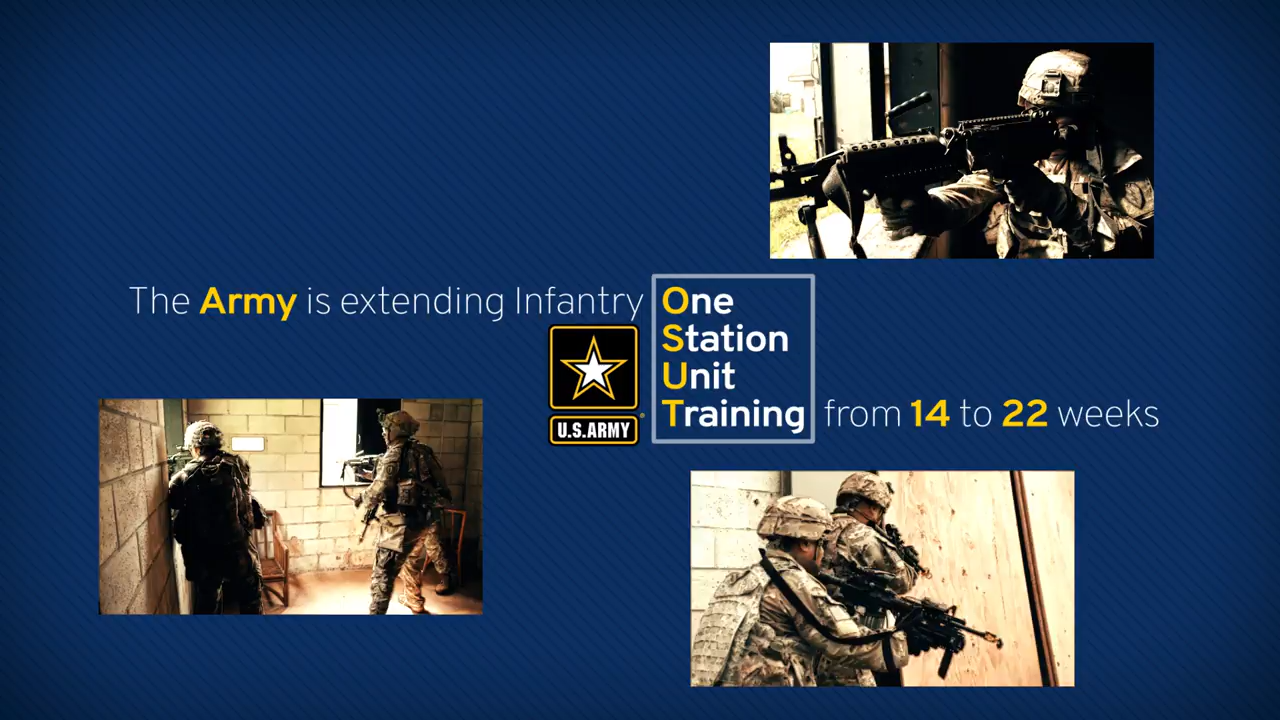 The Army is extending Infantry One
Station
Unit
Training from 14 to 22 weeks
U.S.ARMY